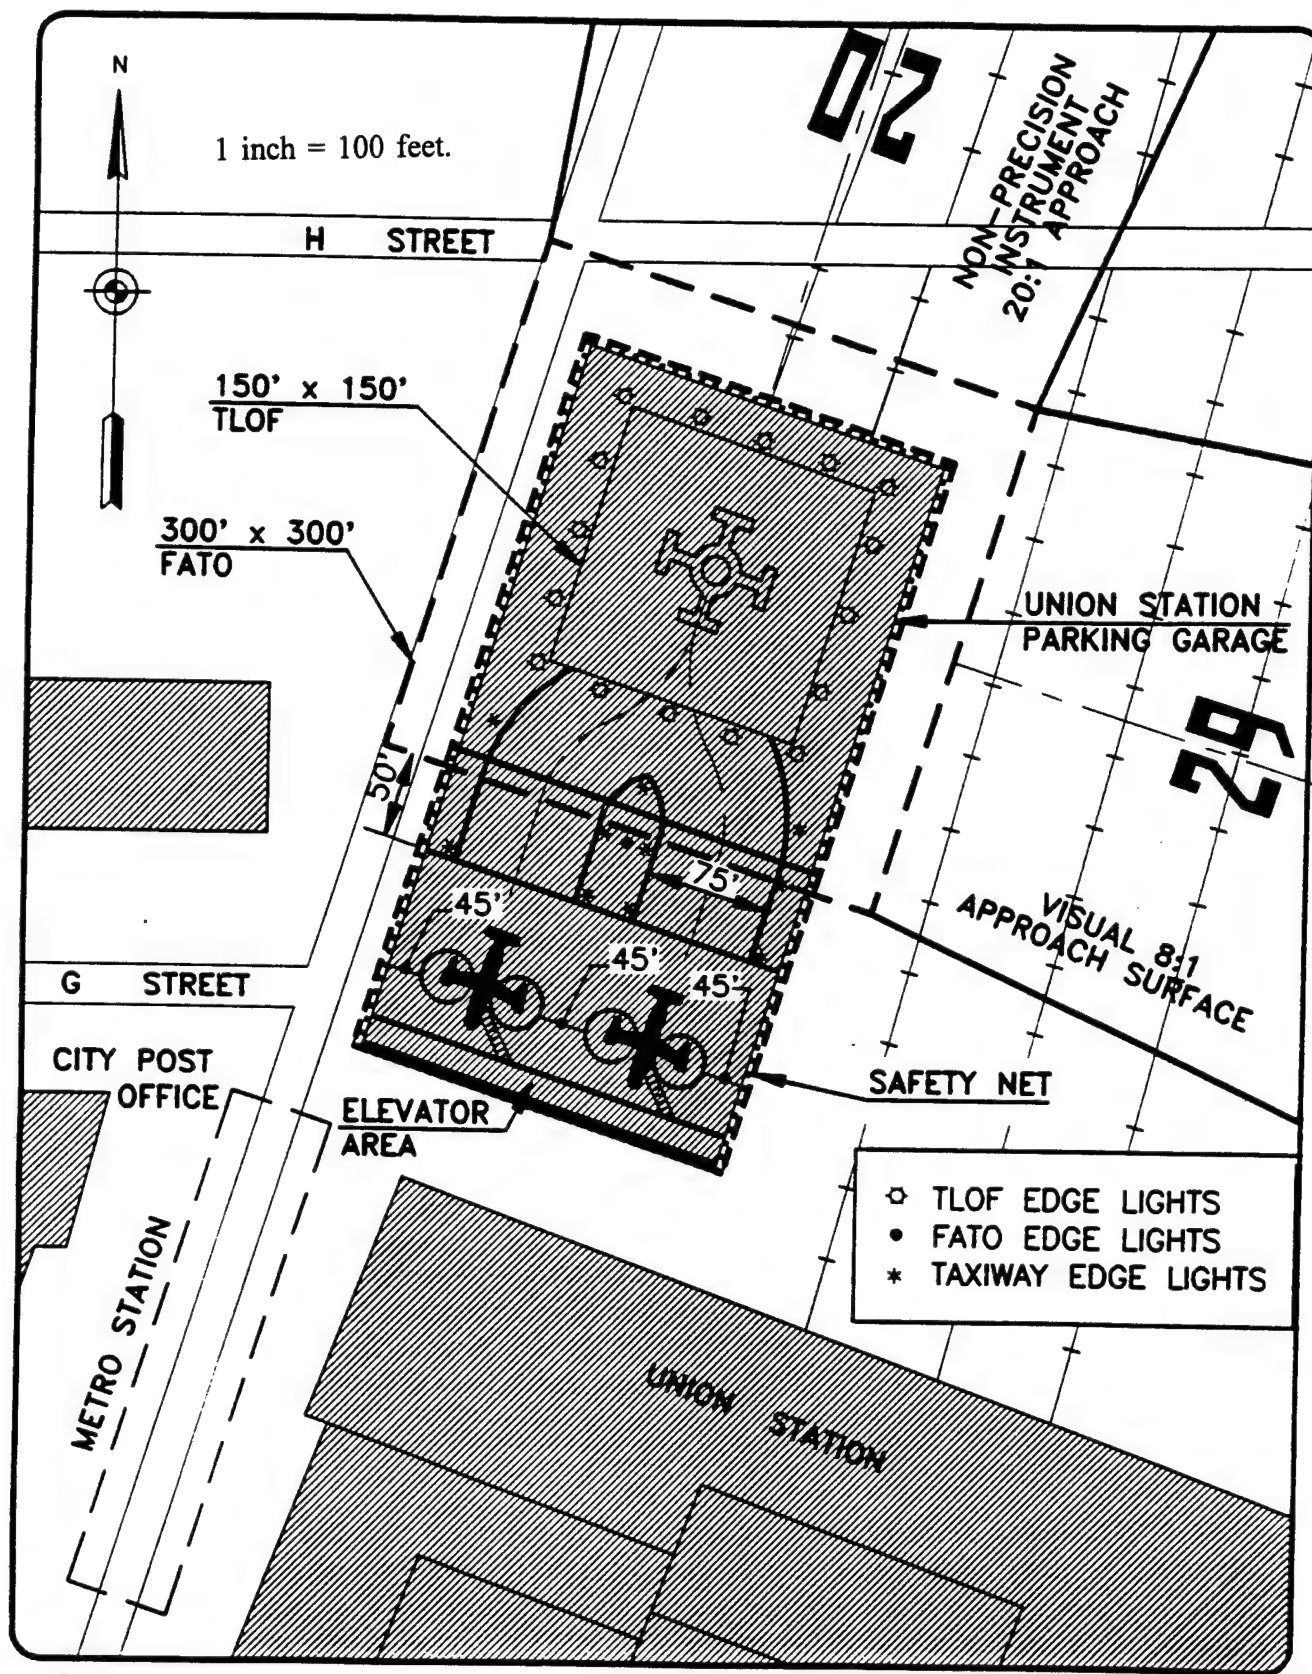 N
1 inch = 100 feet.
20
NON-PRECISION
INSTRUMENT
20:1 APPROACH
H STREET
150' x 150'
TLOF
300' x 300'
FATO
UNION STATION
PARKING GARAGE
29
50'
75'
VISUAL 8:1
APPROACH SURFACE
45'
45'
45'
G STREET
CITY POST
OFFICE
ELEVATOR
AREA
SAFETY NET
TLOF EDGE LIGHTS
FATO EDGE LIGHTS
* TAXIWAY EDGE LIGHTS
METRO STATION
UNION STATION